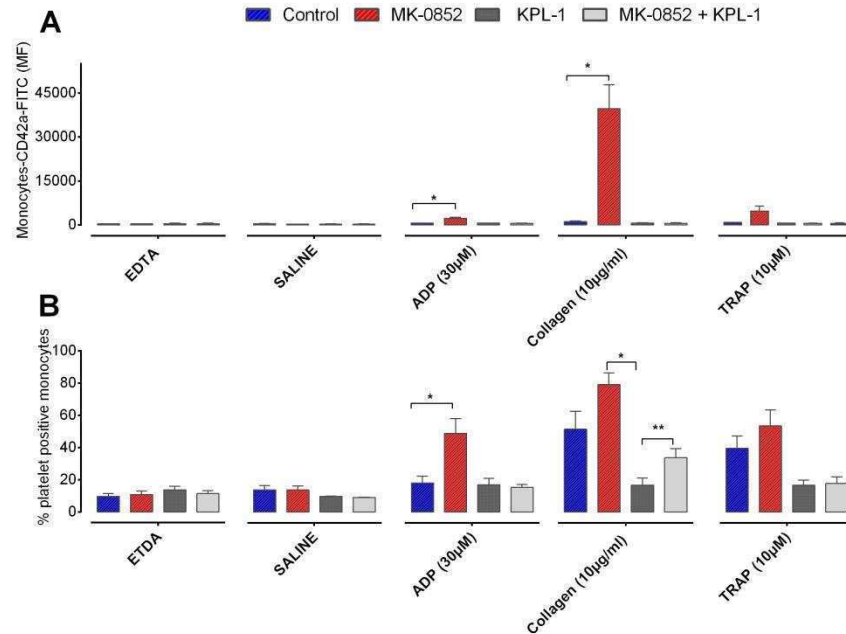 Control MK-0852 KPL-1 MK-0852 + KPL-1
A
Monocytes-CD42a-FITC (MF)
45000
30000
15000
0
* *
EDTA SALINE ADP (30µM) Collagen (10µg/ml) TRAP (10µM)
B
% platelet positive monocytes
100
80
60
40
20
0
* * **
ETDA SALINE ADP (30µM) Collagen (10µg/ml) TRAP (10µM)